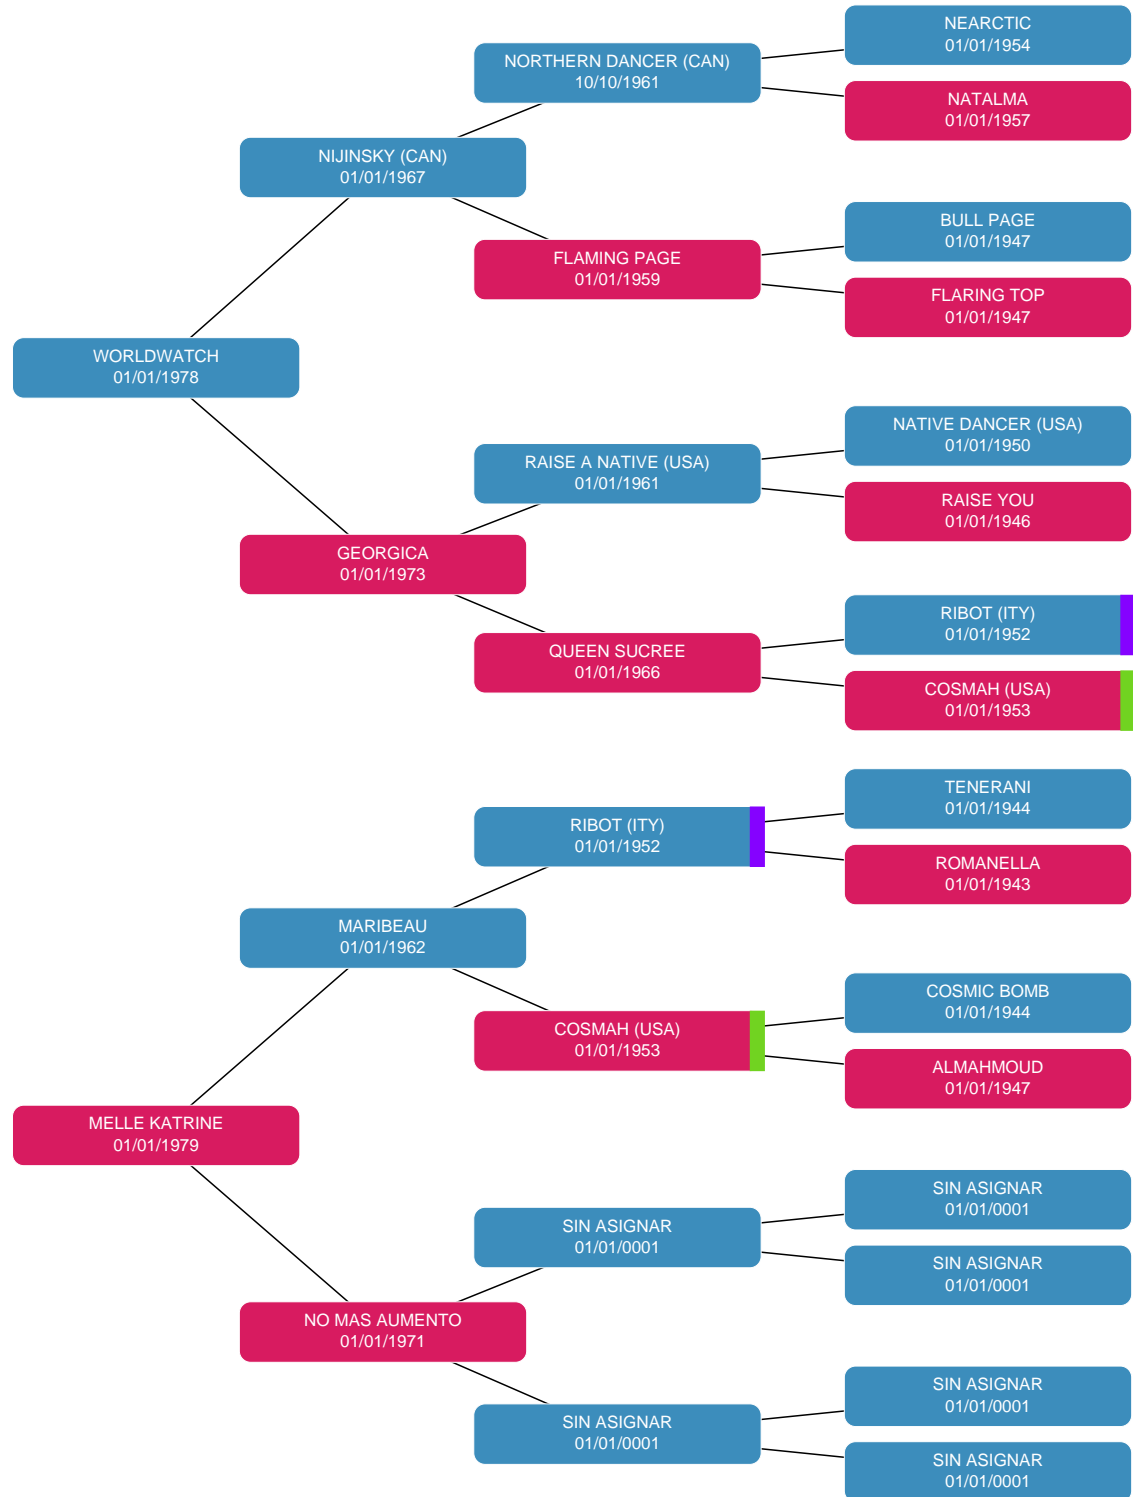 NEARCTIC
01/01/1954
NORTHERN DANCER (CAN)
10/10/1961
NATALMA
01/01/1957
NIJINSKY (CAN)
01/01/1967
BULL PAGE
01/01/1947
FLAMING PAGE
01/01/1959
FLARING TOP
01/01/1947
WORLDWATCH
01/01/1978
NATIVE DANCER (USA)
01/01/1950
RAISE A NATIVE (USA)
01/01/1961
RAISE YOU
01/01/1946
GEORGICA
01/01/1973
RIBOT (ITY)
01/01/1952
QUEEN SUCREE
01/01/1966
COSMAH (USA)
01/01/1953
TENERANI
01/01/1944
RIBOT (ITY)
01/01/1952
ROMANELLA
01/01/1943
MARIBEAU
01/01/1962
COSMIC BOMB
01/01/1944
COSMAH (USA)
01/01/1953
ALMAHMOUD
01/01/1947
MELLE KATRINE
01/01/1979
SIN ASIGNAR
01/01/0001
SIN ASIGNAR
01/01/0001
SIN ASIGNAR
01/01/0001
NO MAS AUMENTO
01/01/1971
SIN ASIGNAR
01/01/0001
SIN ASIGNAR
01/01/0001
SIN ASIGNAR
01/01/0001